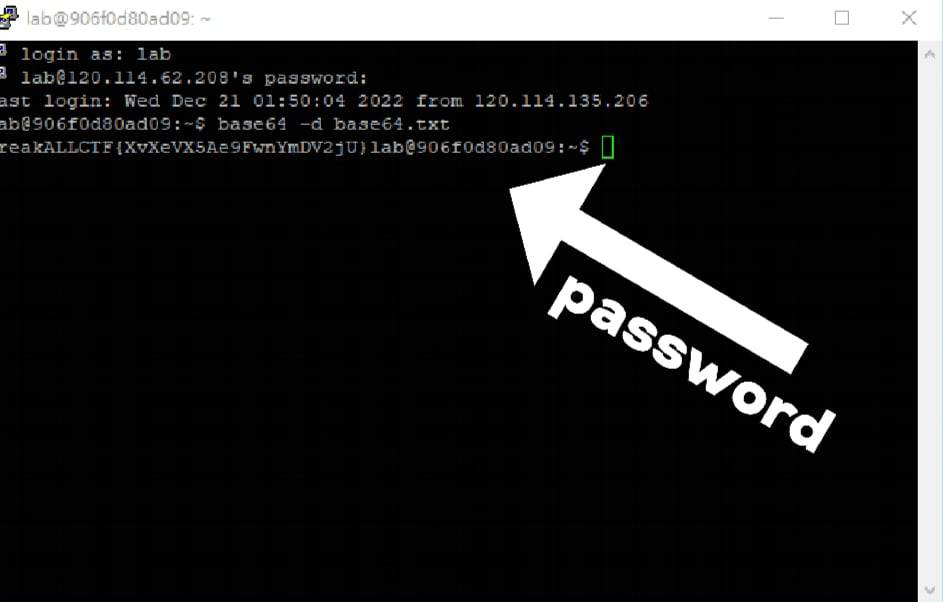 lab@906f0d80ad09: ~
login as: lab
lab@120.114.62.208's password:
ast login: Wed Dec 21 01:50:04 2022 from 120.114.135.206
ab@906f0d80ad09:~$ base64 -d base64.txt
reakALLCTF{XvXeVX5Ae9FwnYmDV2jU}lab@906f0d80ad09:~$
password